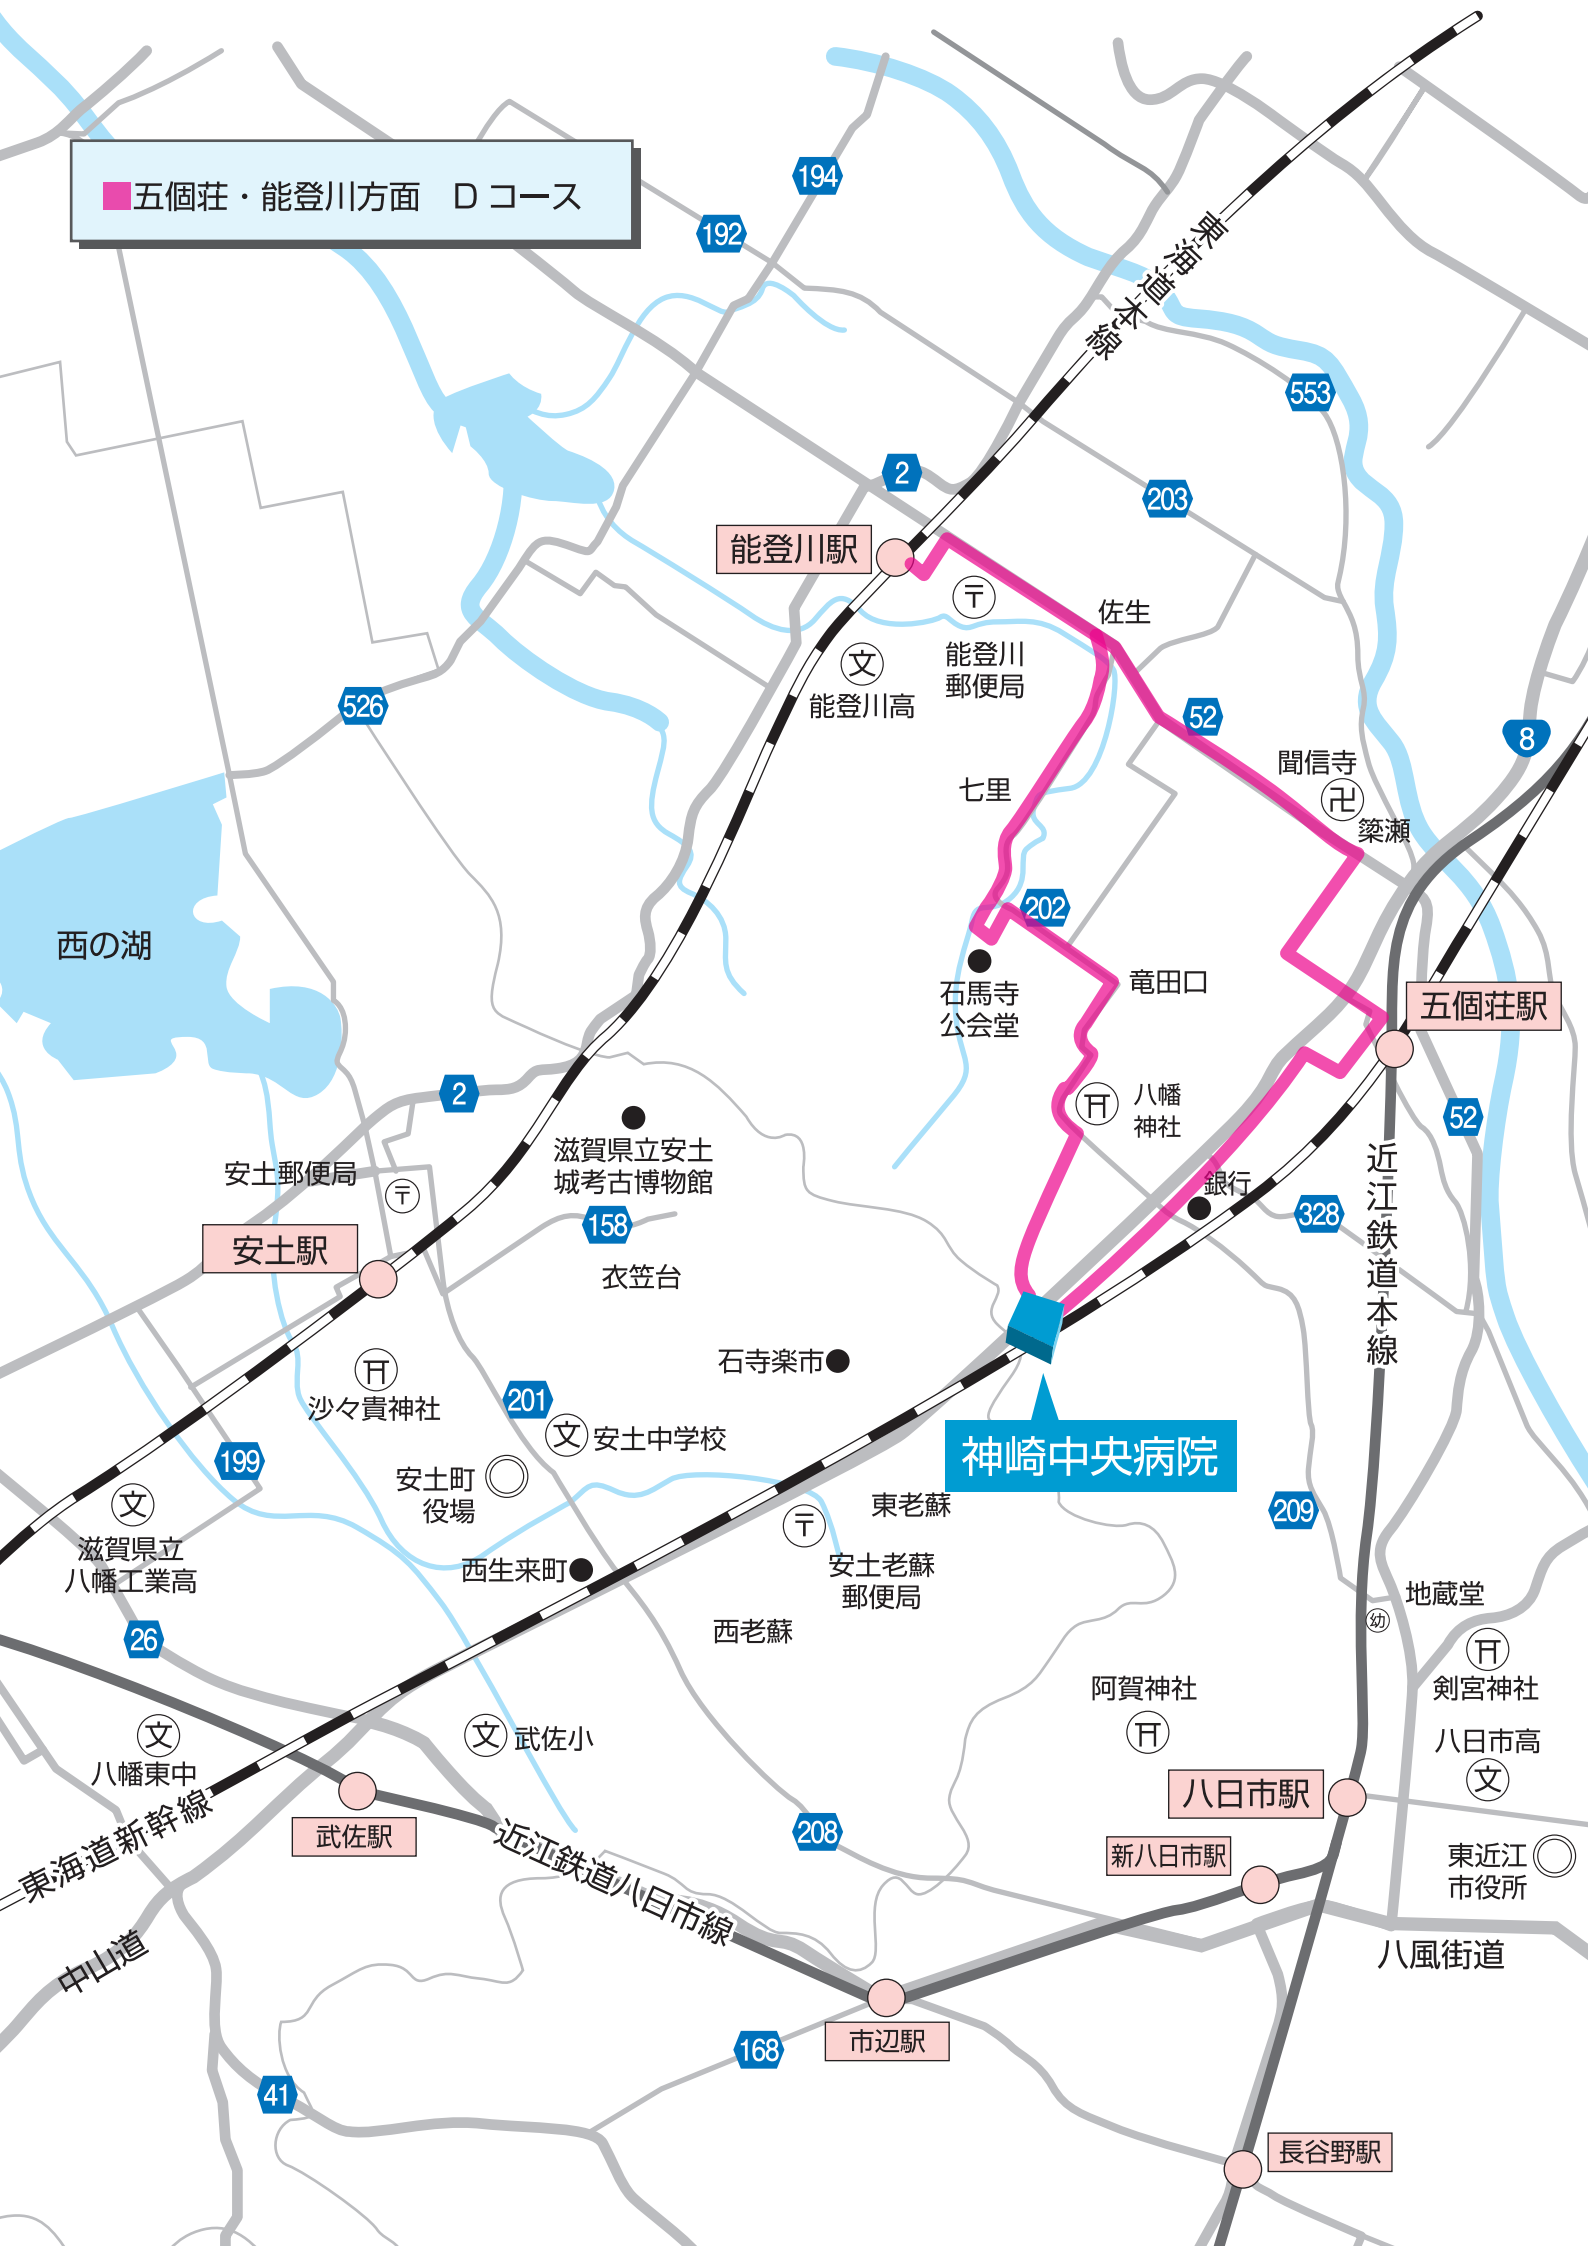 五個荘・能登川方面　Dコース
194
192
東海道本線
553
2
203
能登川駅
〒
佐生
文
能登川
郵便局
能登川高
526
52
8
聞信寺
卍
七里
簗瀬
202
西の湖
竜田口
石馬寺
公会堂
五個荘駅
2
八幡
神社
52
滋賀県立安土
城考古博物館
安土郵便局
〒
銀行
158
328
近江鉄道本線
安土駅
衣笠台
石寺楽市
沙々貴神社
201
文
安土中学校
神崎中央病院
199
安土町
役場
文
滋賀県立
八幡工業高
〒
東老蘇
209
西生来町
安土老蘇
郵便局
地蔵堂
幼
26
西老蘇
阿賀神社
剣宮神社
文
八幡東中
文
武佐小
八日市高
文
八日市駅
東海道新幹線
武佐駅
近江鉄道八日市線
208
新八日市駅
東近江
市役所
中山道
八風街道
168
市辺駅
41
長谷野駅